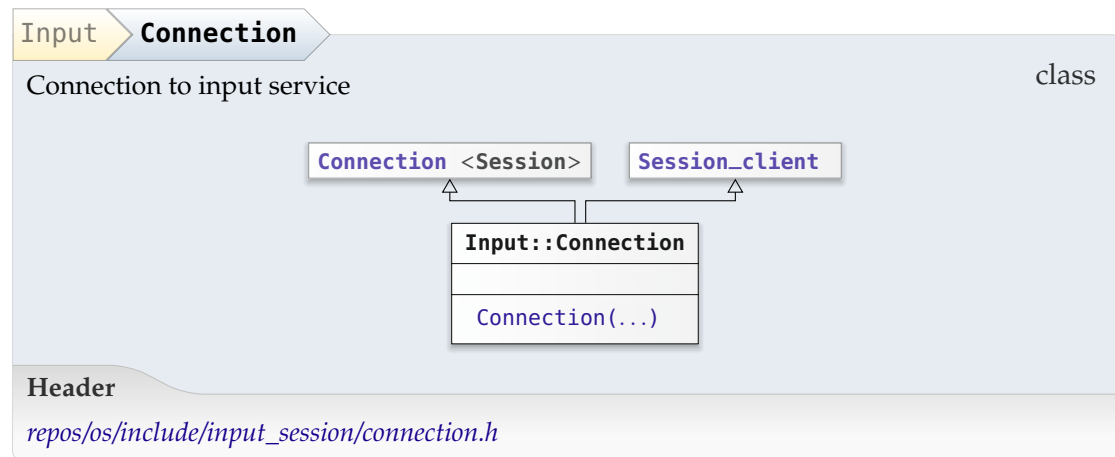 Input Connection
Connection to input service
class
Connection <Session>
Session_client
Input::Connection
Connection(...)
Header
repos/os/include/input_session/connection.h